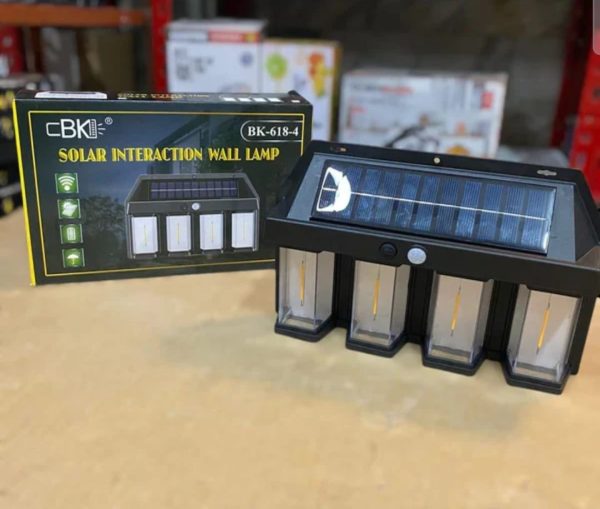 CBK ®
BK-618-4
SOLAR INTERACTION WALL LAMP